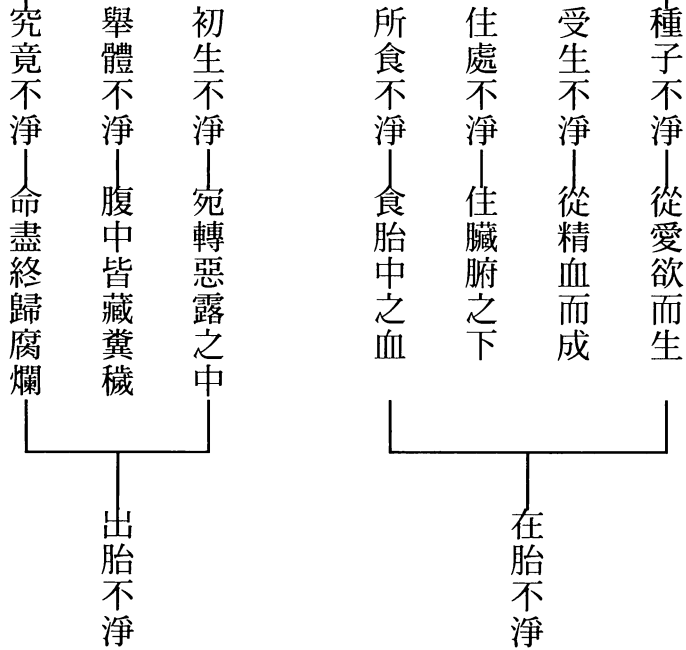 種子不淨—從愛欲而生
受生不淨—從精血而成
住處不淨—住臟腑之下
所食不淨—食胎中之血
在胎不淨
初生不淨—宛轉惡露之中
舉體不淨—腹中皆藏糞穢
究竟不淨—命盡終歸腐爛
出胎不淨